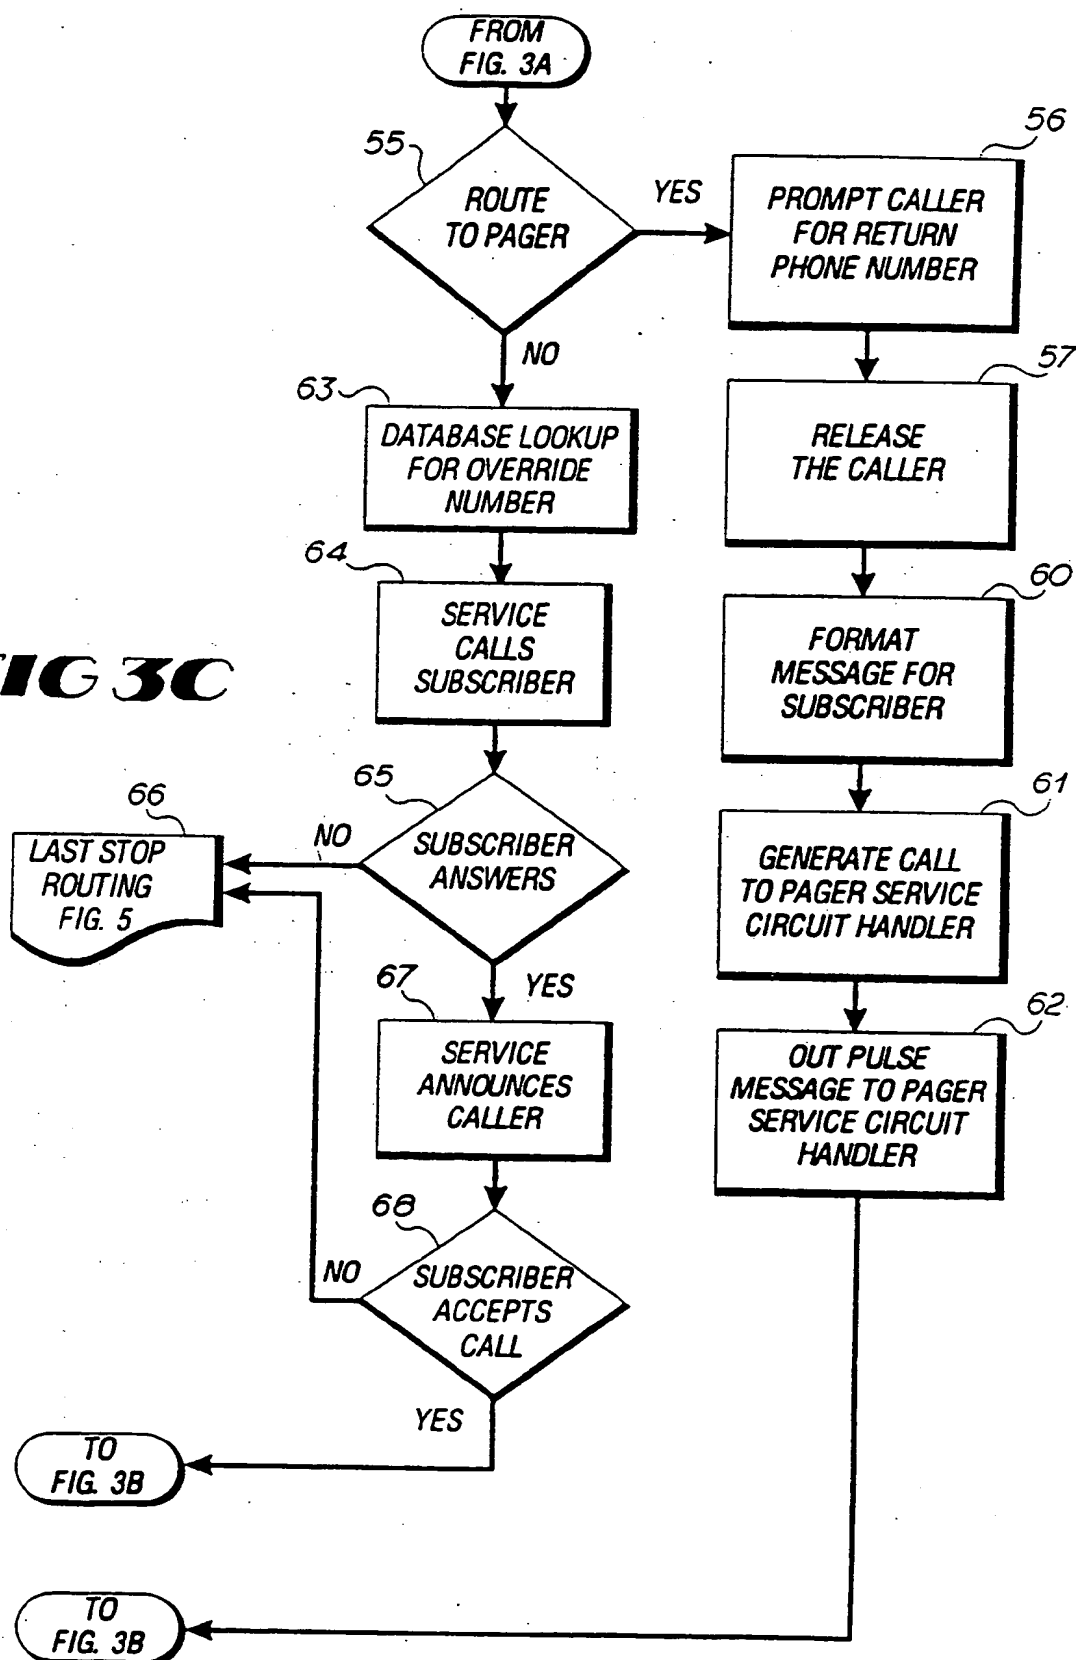 FROM
FIG. 3A
55
ROUTE
TO PAGER
YES
56
PROMPT CALLER
FOR RETURN
PHONE NUMBER
NO
57
RELEASE
THE CALLER
63
DATABASE LOOKUP
FOR OVERRIDE
NUMBER
64
SERVICE
CALLS
SUBSCRIBER
60
FORMAT
MESSAGE FOR
SUBSCRIBER
IG 3C
65
SUBSCRIBER
ANSWERS
NO
66
LAST STOP
ROUTING
FIG. 5
61
GENERATE CALL
TO PAGER SERVICE
CIRCUIT HANDLER
YES
67
SERVICE
ANNOUNCES
CALLER
62
OUT PULSE
MESSAGE TO PAGER
SERVICE CIRCUIT
HANDLER
68
SUBSCRIBER
ACCEPTS
CALL
NO
YES
TO
FIG. 3B
TO
FIG. 3B